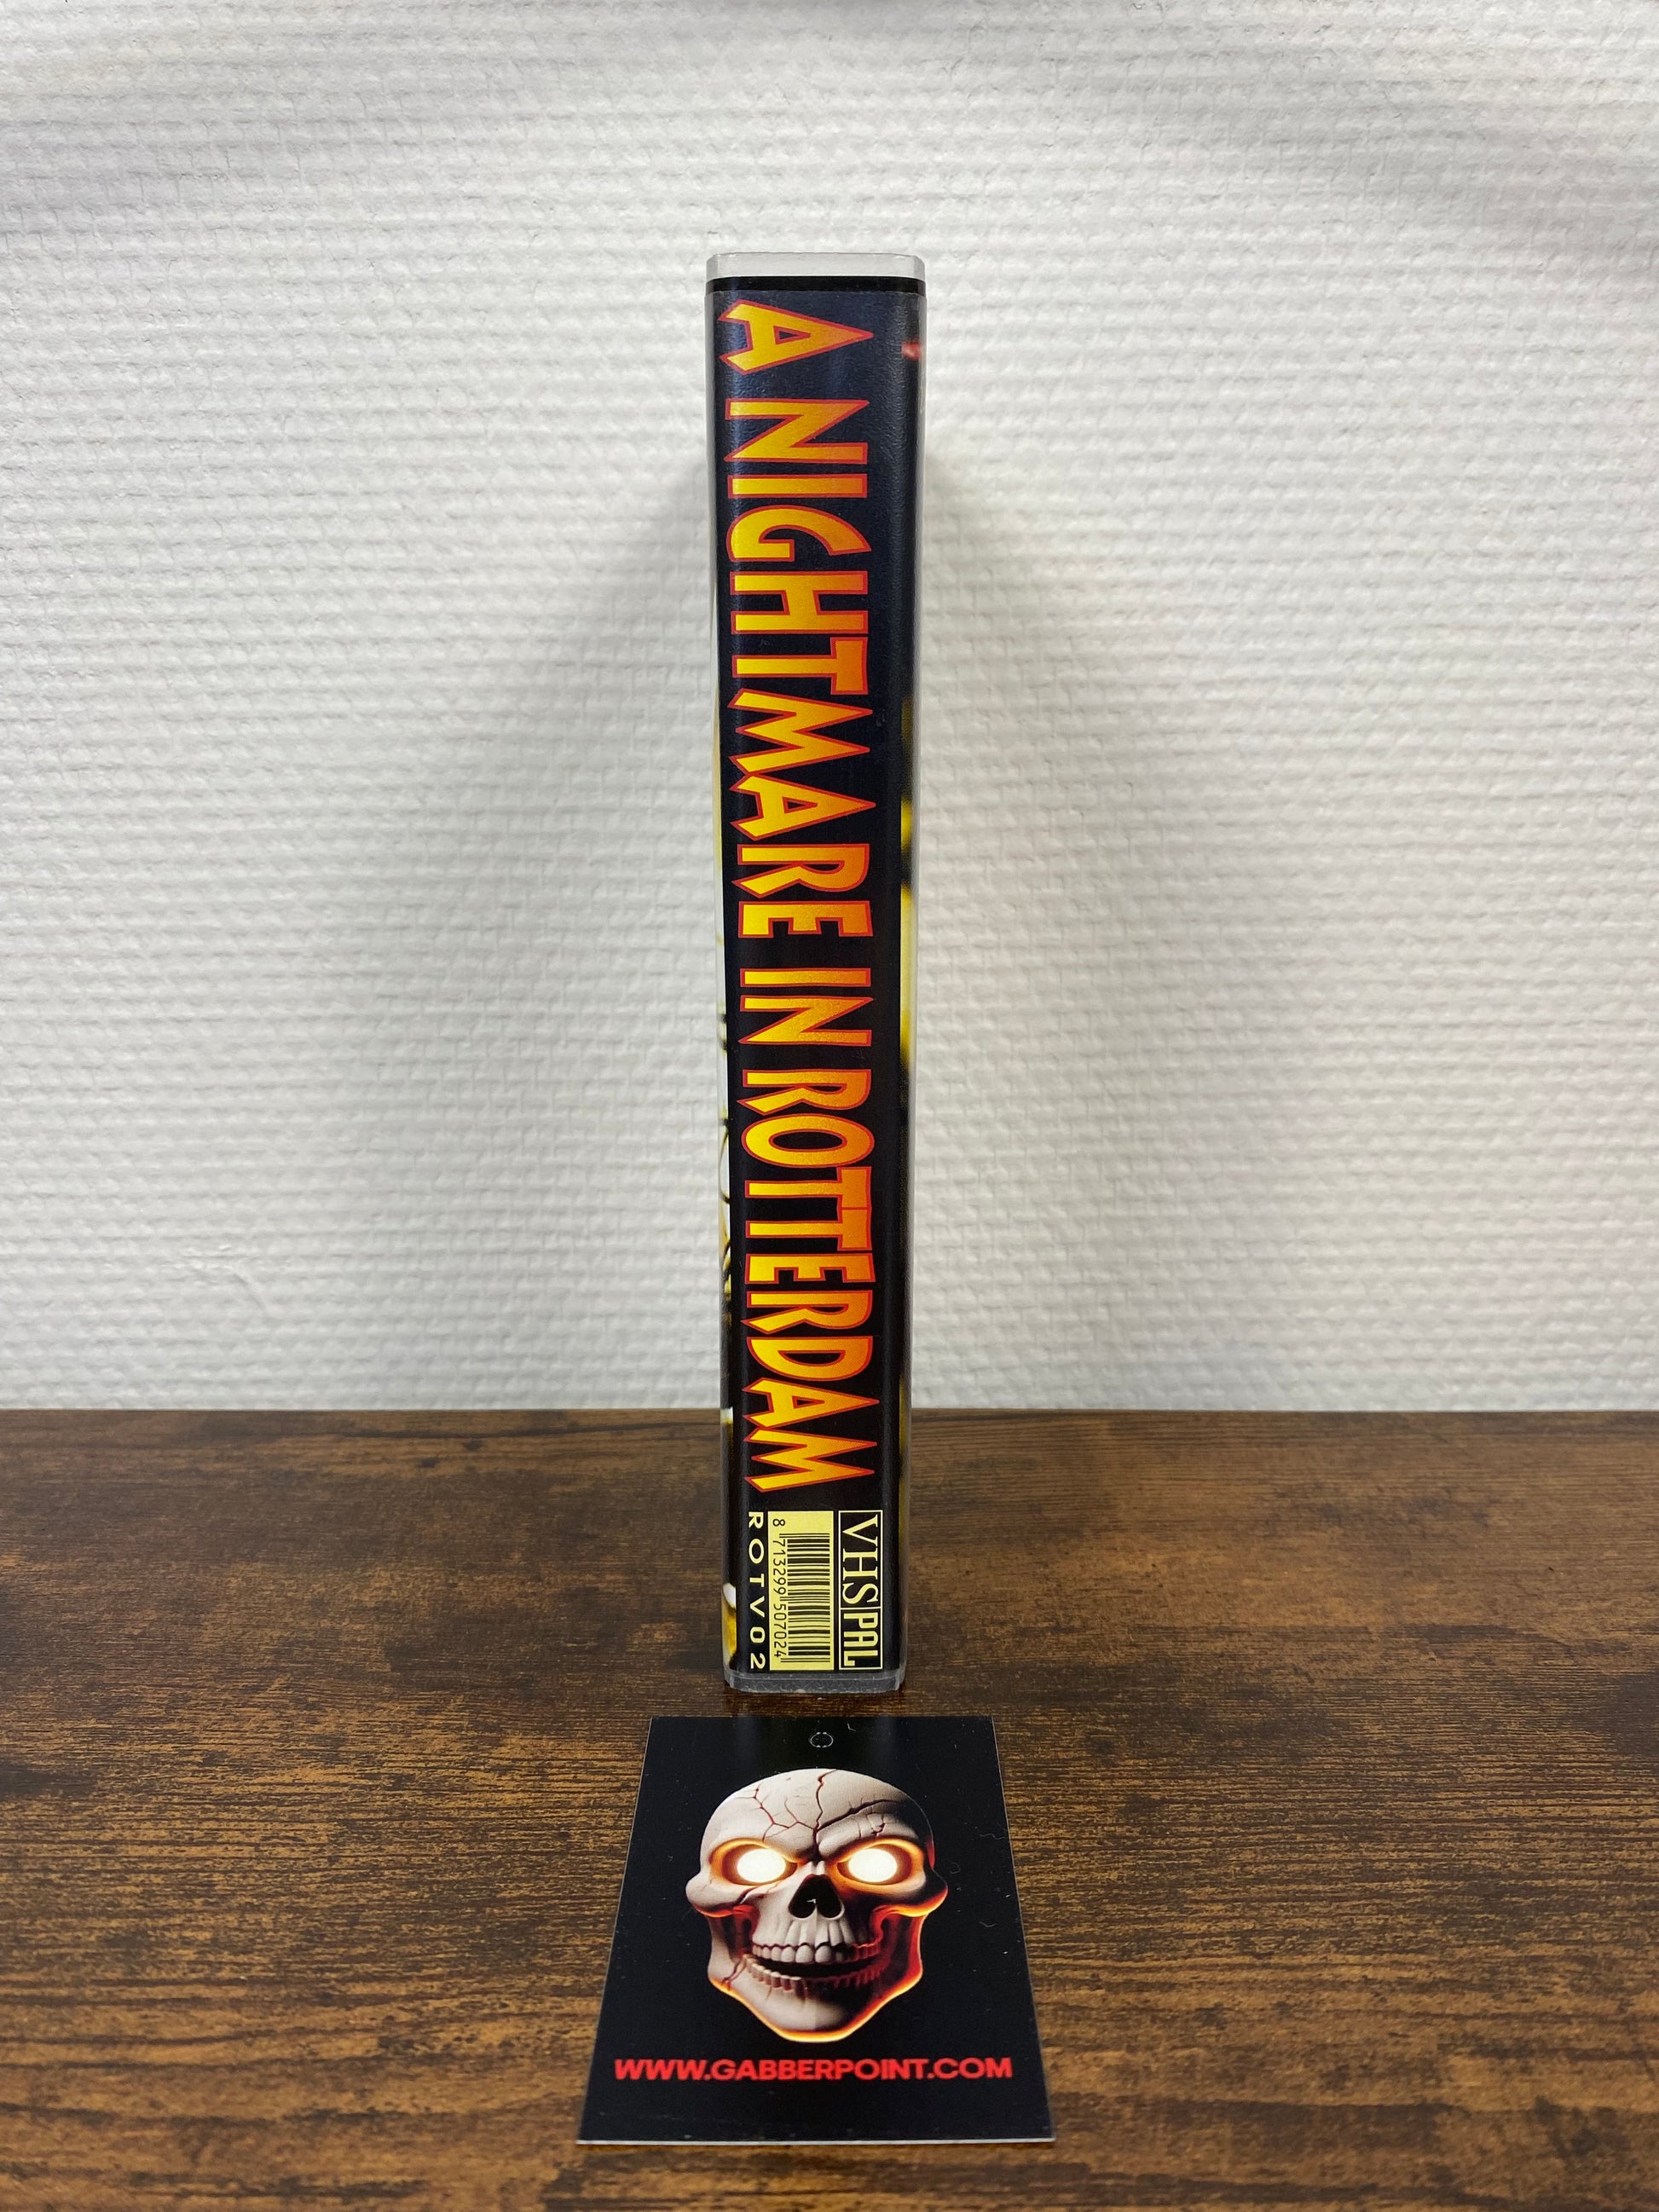 A NIGHTMARE IN ROTTERDAM
VHS PAL
8 713299 507024
ROTV02
WWW.GABBERPOINT.COM